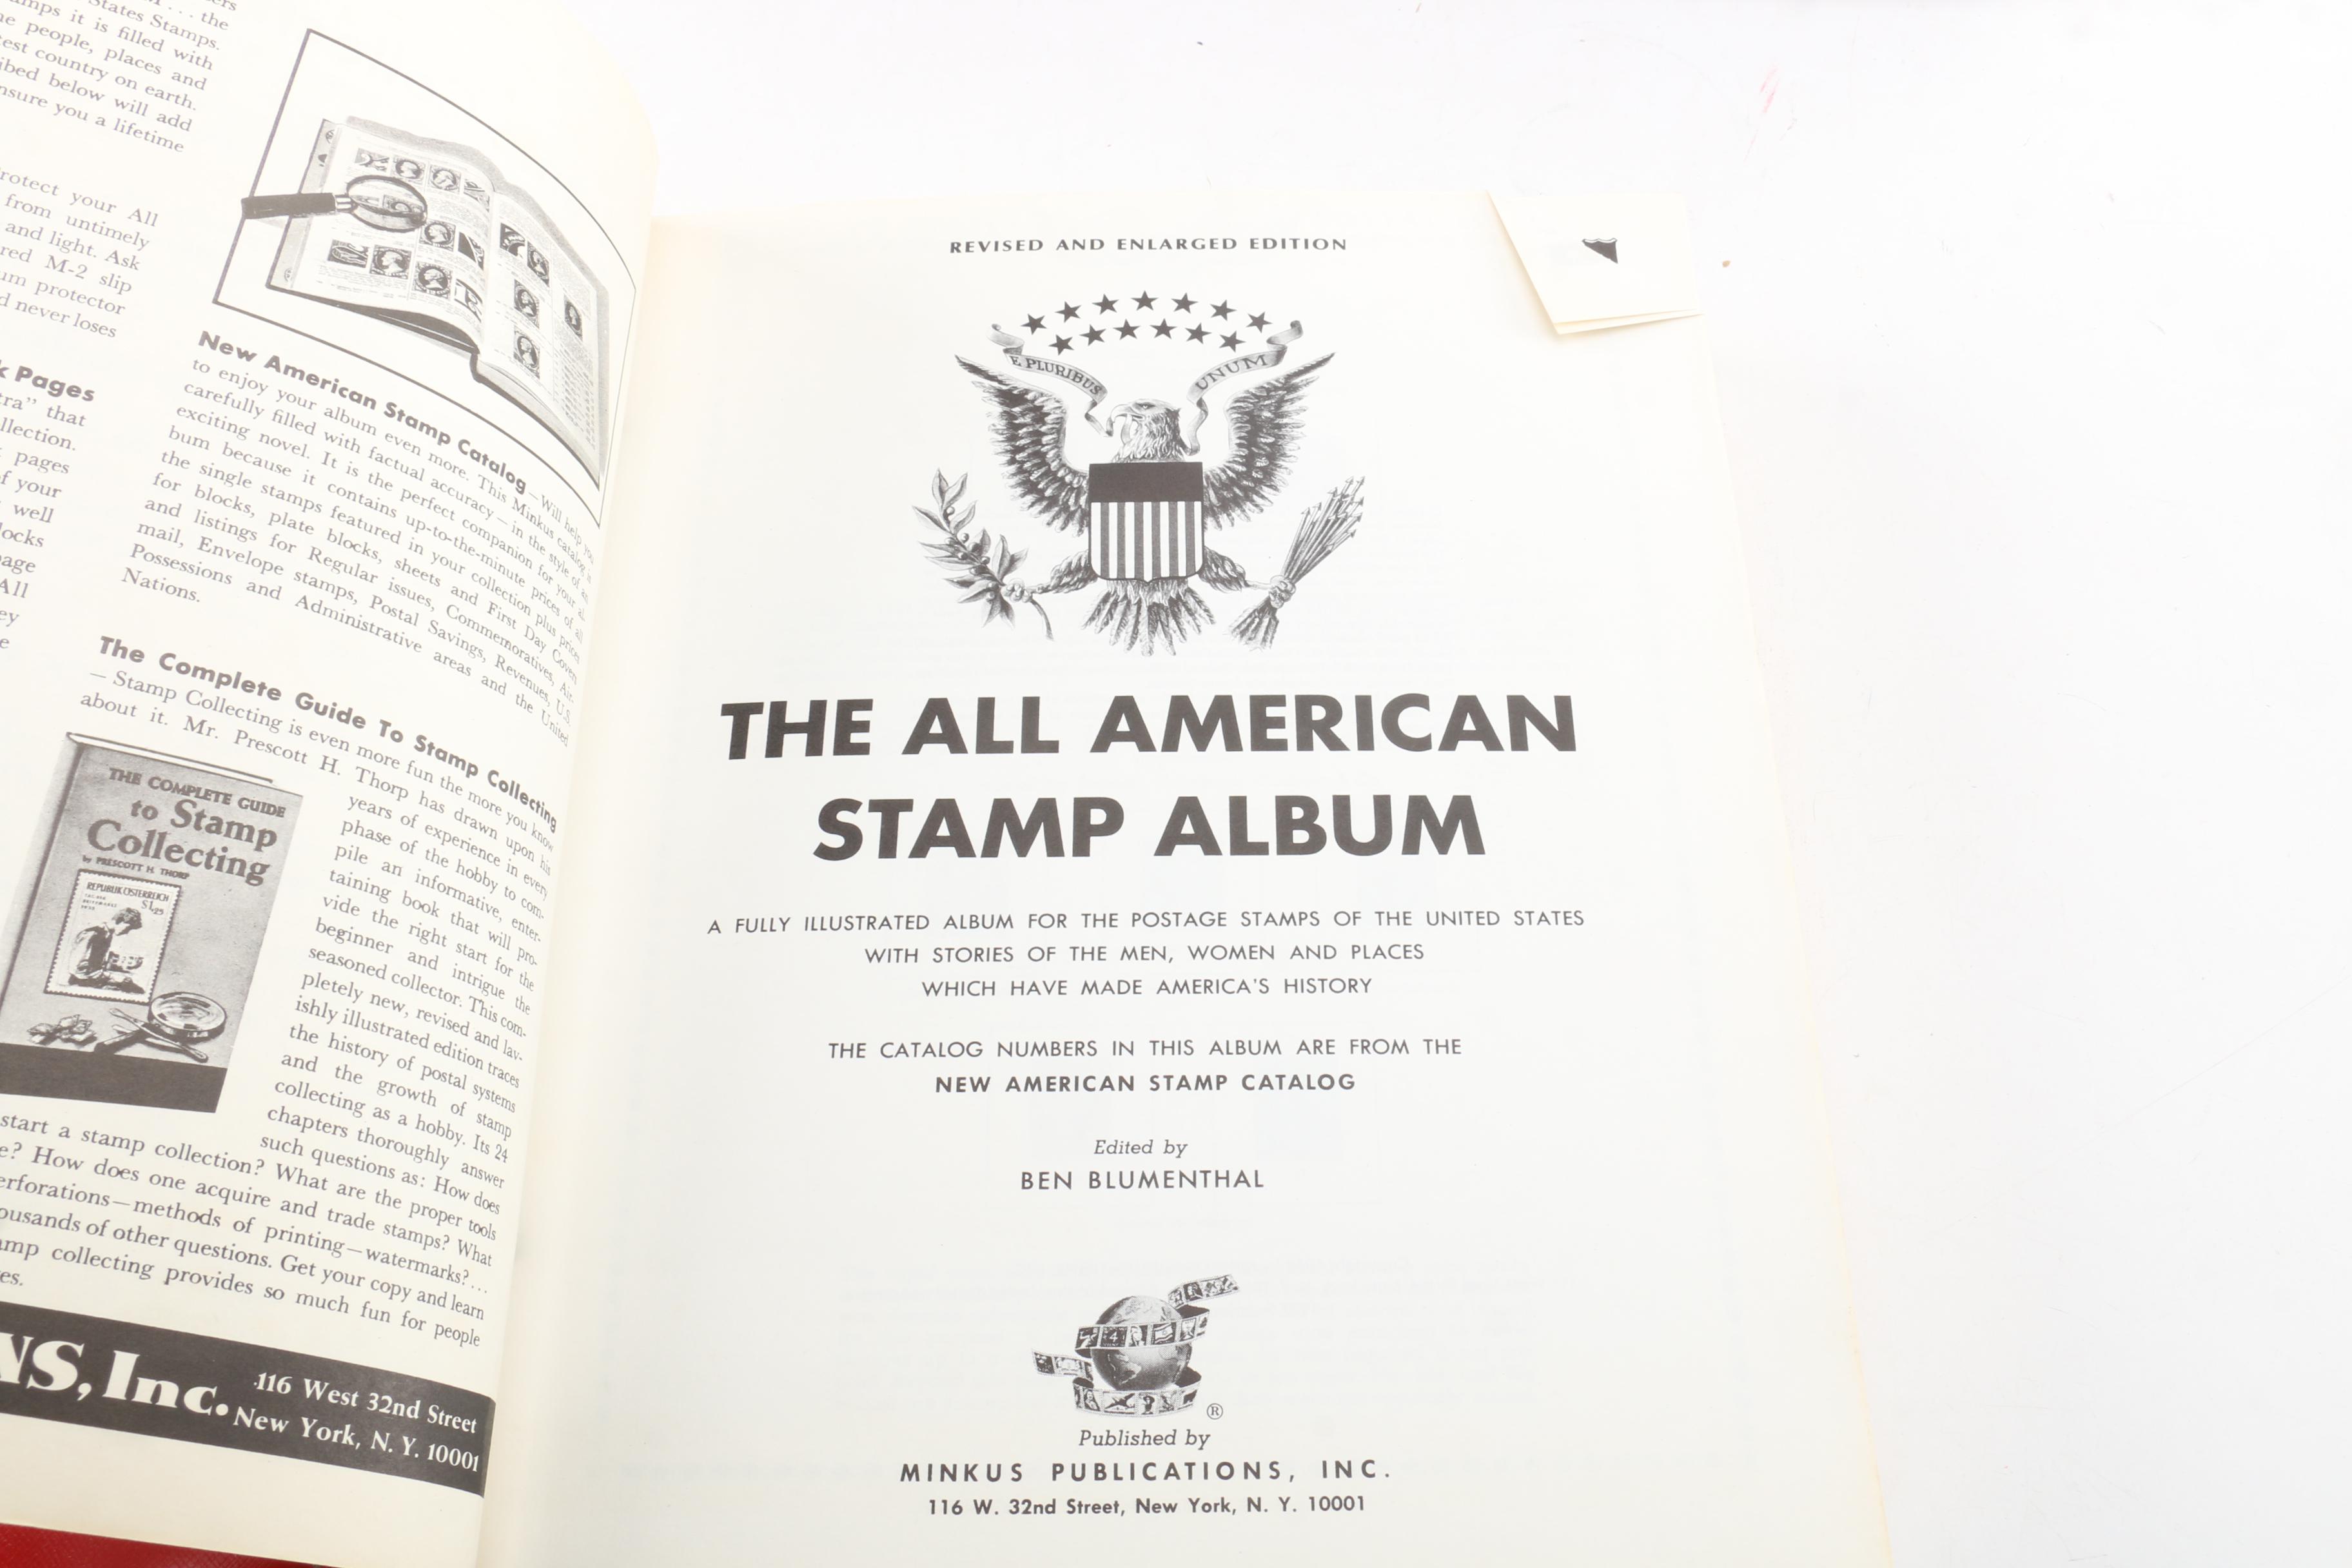 States Stamps.
it is filled with
people, places and
country on earth.
below will add
you a lifetime
your All
from untimely
and light. Ask
M-2 slip
protector
never loses
Pages
that
pages
your
well
All
New American Stamp Catalog—Will help you
to enjoy your album even more. This Minkus catalog is
carefully filled with factual accuracy—in the style of an
exciting novel. It is the perfect companion for your al-
bum because it contains up-to-the-minute prices of all
the single stamps featured in your collection plus prices
for blocks, plate blocks, sheets and First Day Covers
and listings for Regular issues, Commemoratives, Air-
mail, Envelope stamps, Postal Savings, Revenues, U.S.
Possessions and Administrative areas and the United
Nations.
The Complete Guide To Stamp Collecting
— Stamp Collecting is even more fun the more you know
about it. Mr. Prescott H. Thorp has drawn upon his
years of experience in every
phase of the hobby to com-
pile an informative, enter-
taining book that will pro-
vide the right start for the
beginner and intrigue the
seasoned collector. This com-
pletely new, revised and lav-
ishly illustrated edition traces
the history of postal systems
and the growth of stamp
collecting as a hobby. Its 24
chapters thoroughly answer
such questions as: How does
start a stamp collection? What are the proper tools
How does one acquire and trade stamps? What
methods of printing—watermarks?...
of other questions. Get your copy and learn
collecting provides so much fun for people
THE COMPLETE GUIDE
to Stamp
Collecting
by PRESCOTT H. THORP
REPUBLIK ÖSTERREICH
Inc.
116 West 32nd Street
New York, N. Y. 10001
REVISED AND ENLARGED EDITION
E PLURIBUS UNUM
THE ALL AMERICAN
STAMP ALBUM
A FULLY ILLUSTRATED ALBUM FOR THE POSTAGE STAMPS OF THE UNITED STATES
WITH STORIES OF THE MEN, WOMEN AND PLACES
WHICH HAVE MADE AMERICA'S HISTORY
THE CATALOG NUMBERS IN THIS ALBUM ARE FROM THE
NEW AMERICAN STAMP CATALOG
Edited by
BEN BLUMENTHAL
®
Published by
MINKUS PUBLICATIONS, INC.
116 W. 32nd Street, New York, N. Y. 10001